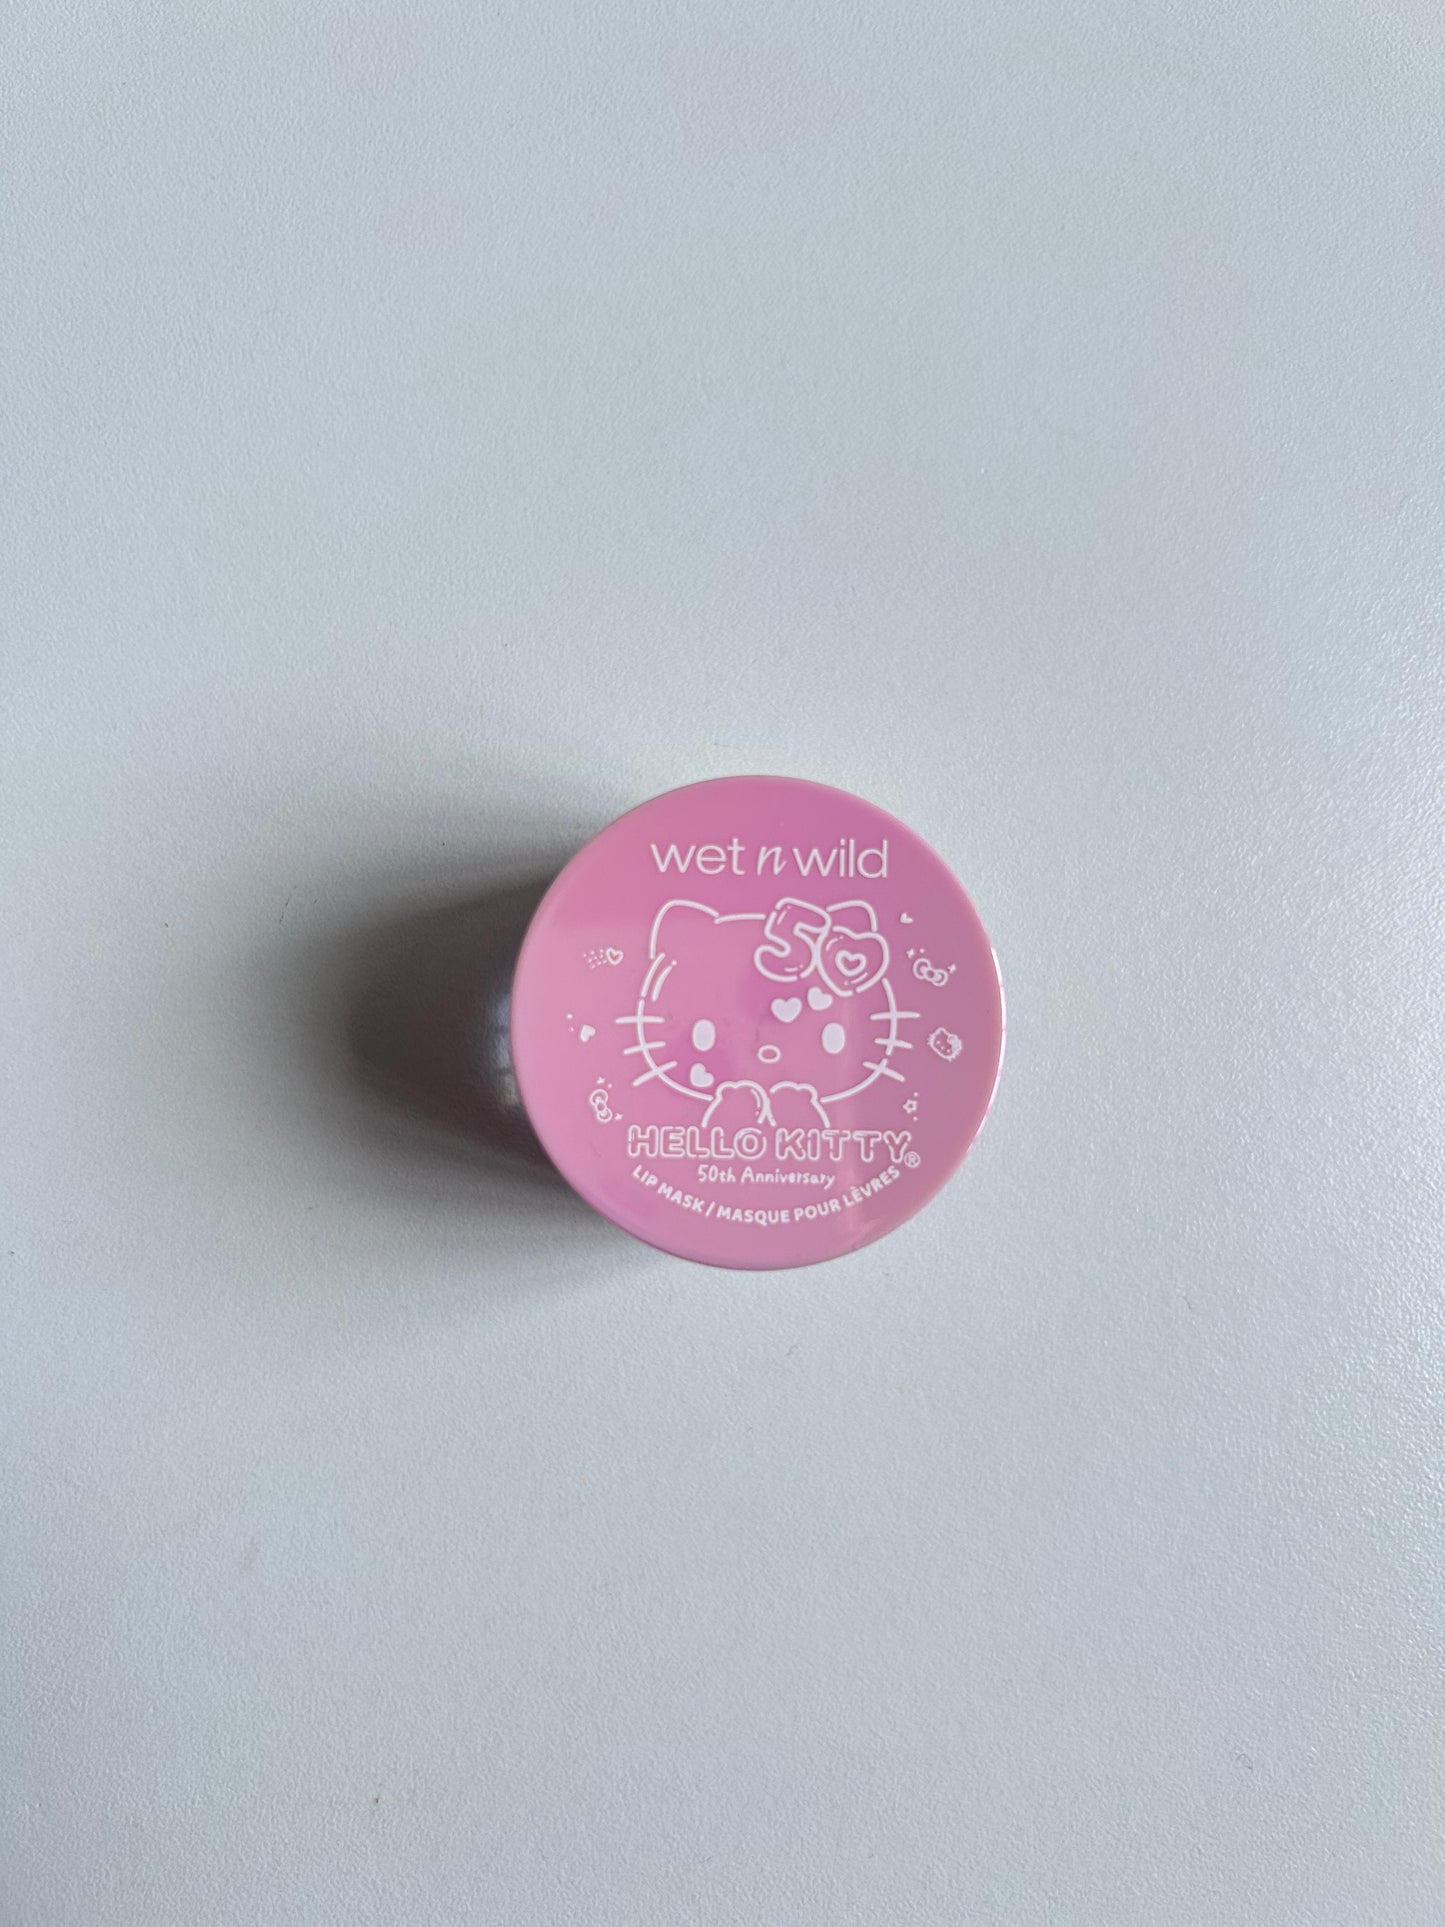 wet n wild
50
HELLO KITTY®
50th Anniversary
LIP MASK / MASQUE POUR LÈVRES